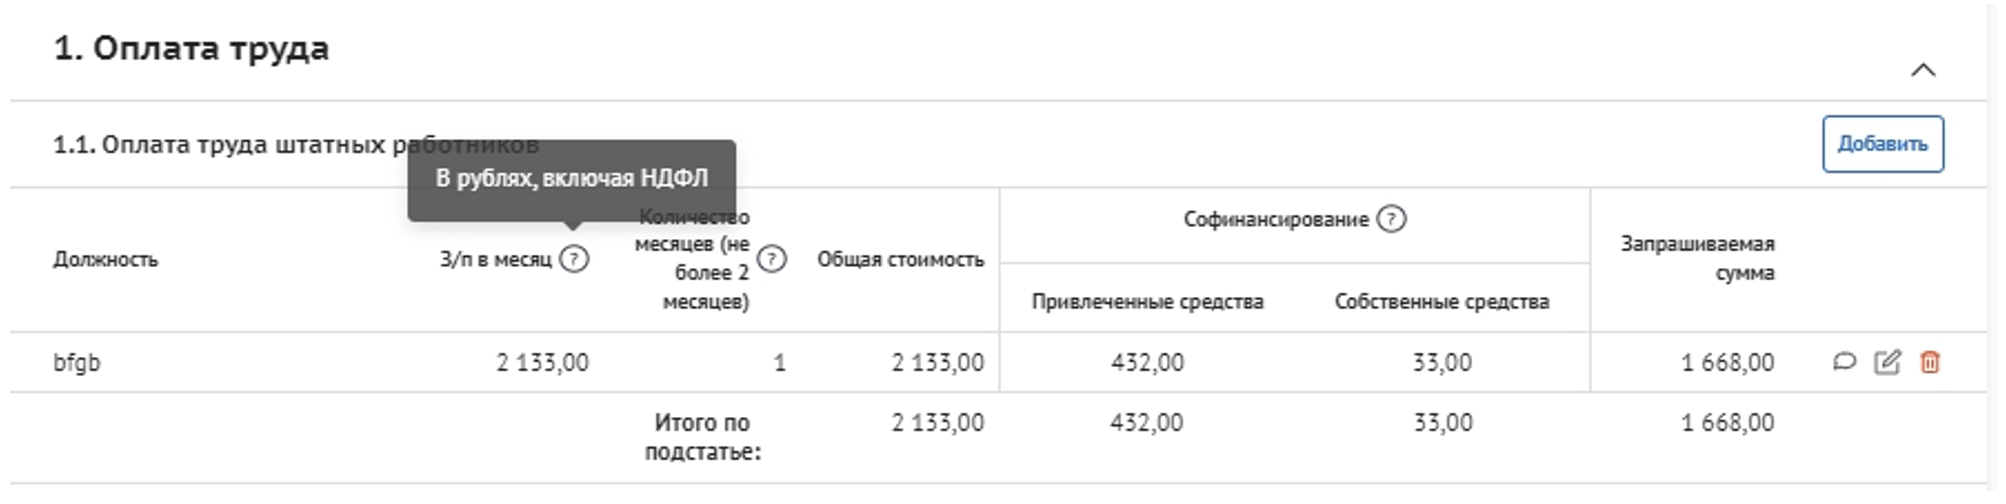 1. Оплата труда
1.1. Оплата труда штатных работников
Добавить
В рублях, включая НДФЛ
Должность
З/п в месяц ?
Количество
месяцев (не
более 2
месяцев)
?
Общая стоимость
Софинансирование ?
Привлеченные средства
Собственные средства
Запрашиваемая
сумма
bfgb 2 133,00 1 2 133,00 432,00 33,00 1 668,00
Итого по
подстатье:
2 133,00 432,00 33,00 1 668,00